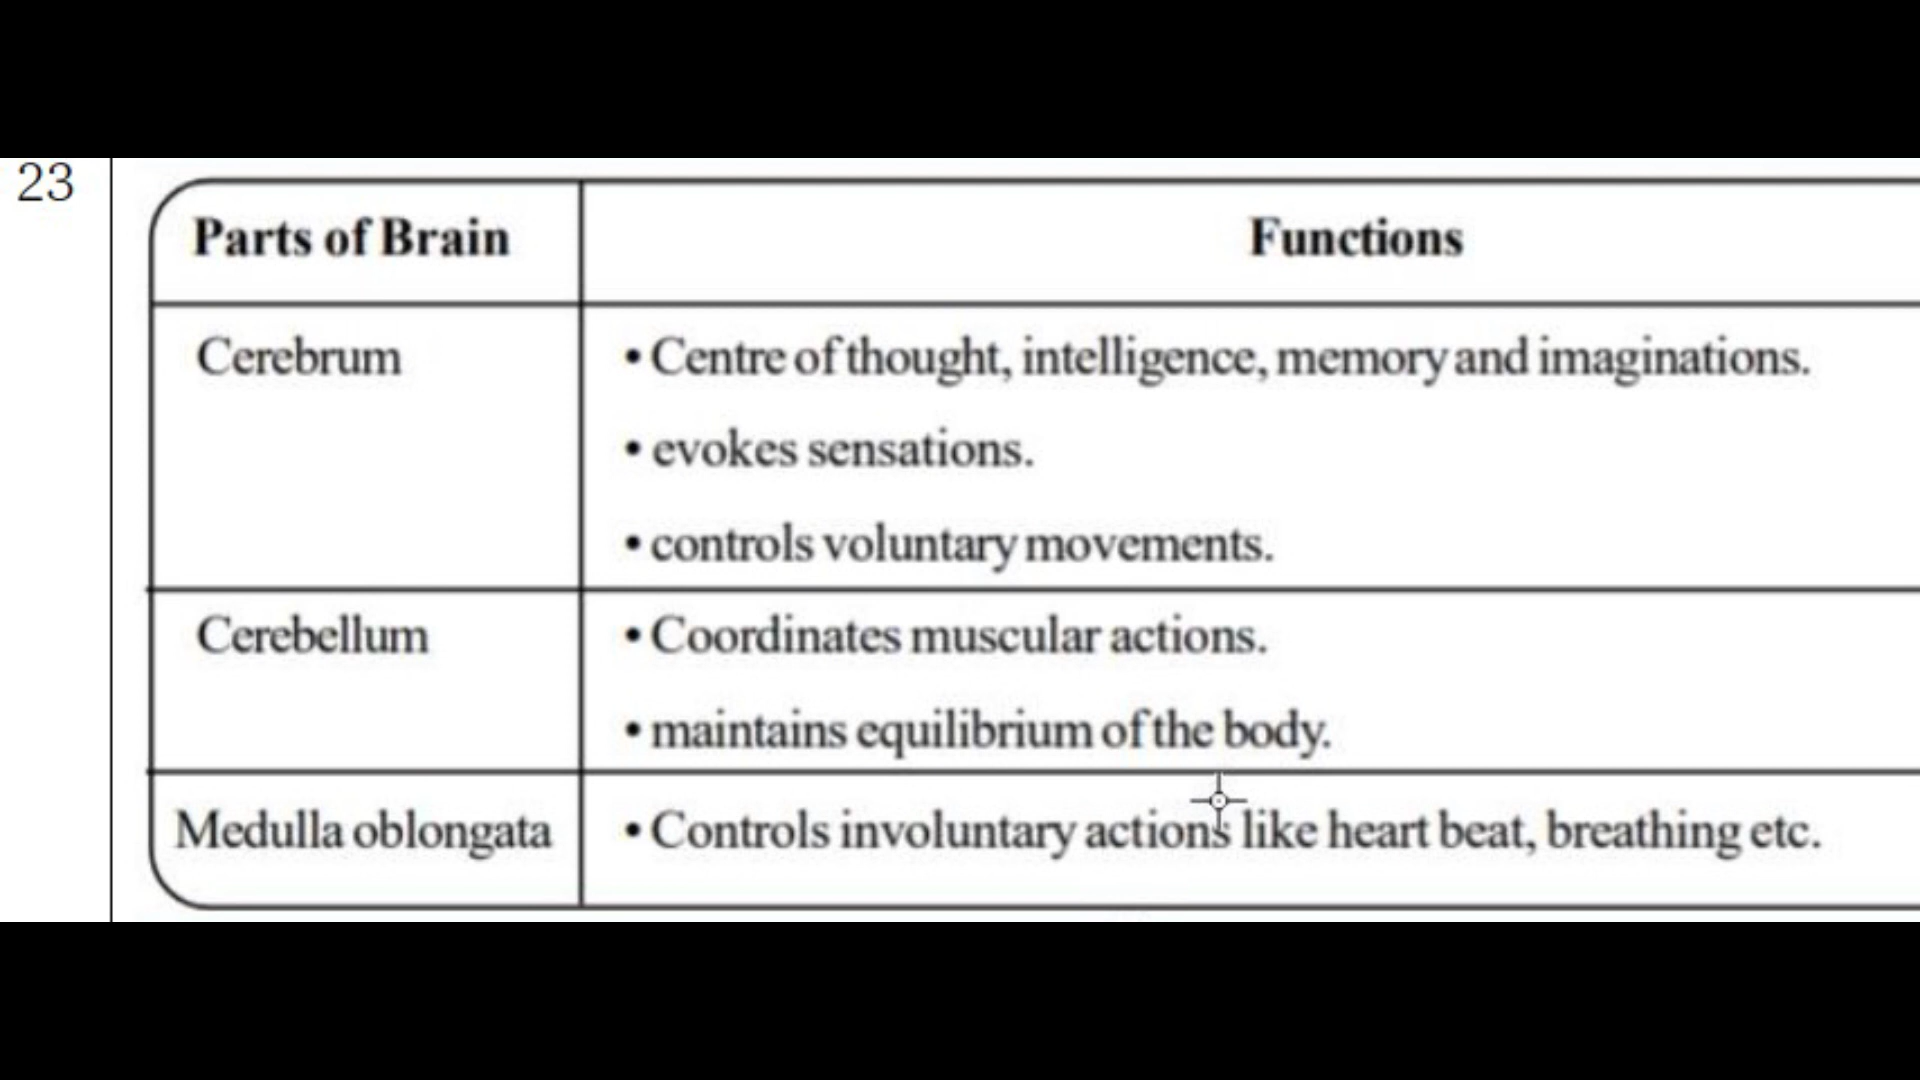 23
Parts of Brain
Functions
Cerebrum
• Centre of thought, intelligence, memory and imaginations.
• evokes sensations.
• controls voluntary movements.
Cerebellum
• Coordinates muscular actions.
• maintains equilibrium of the body.
Medulla oblongata
• Controls involuntary actions like heart beat, breathing etc.